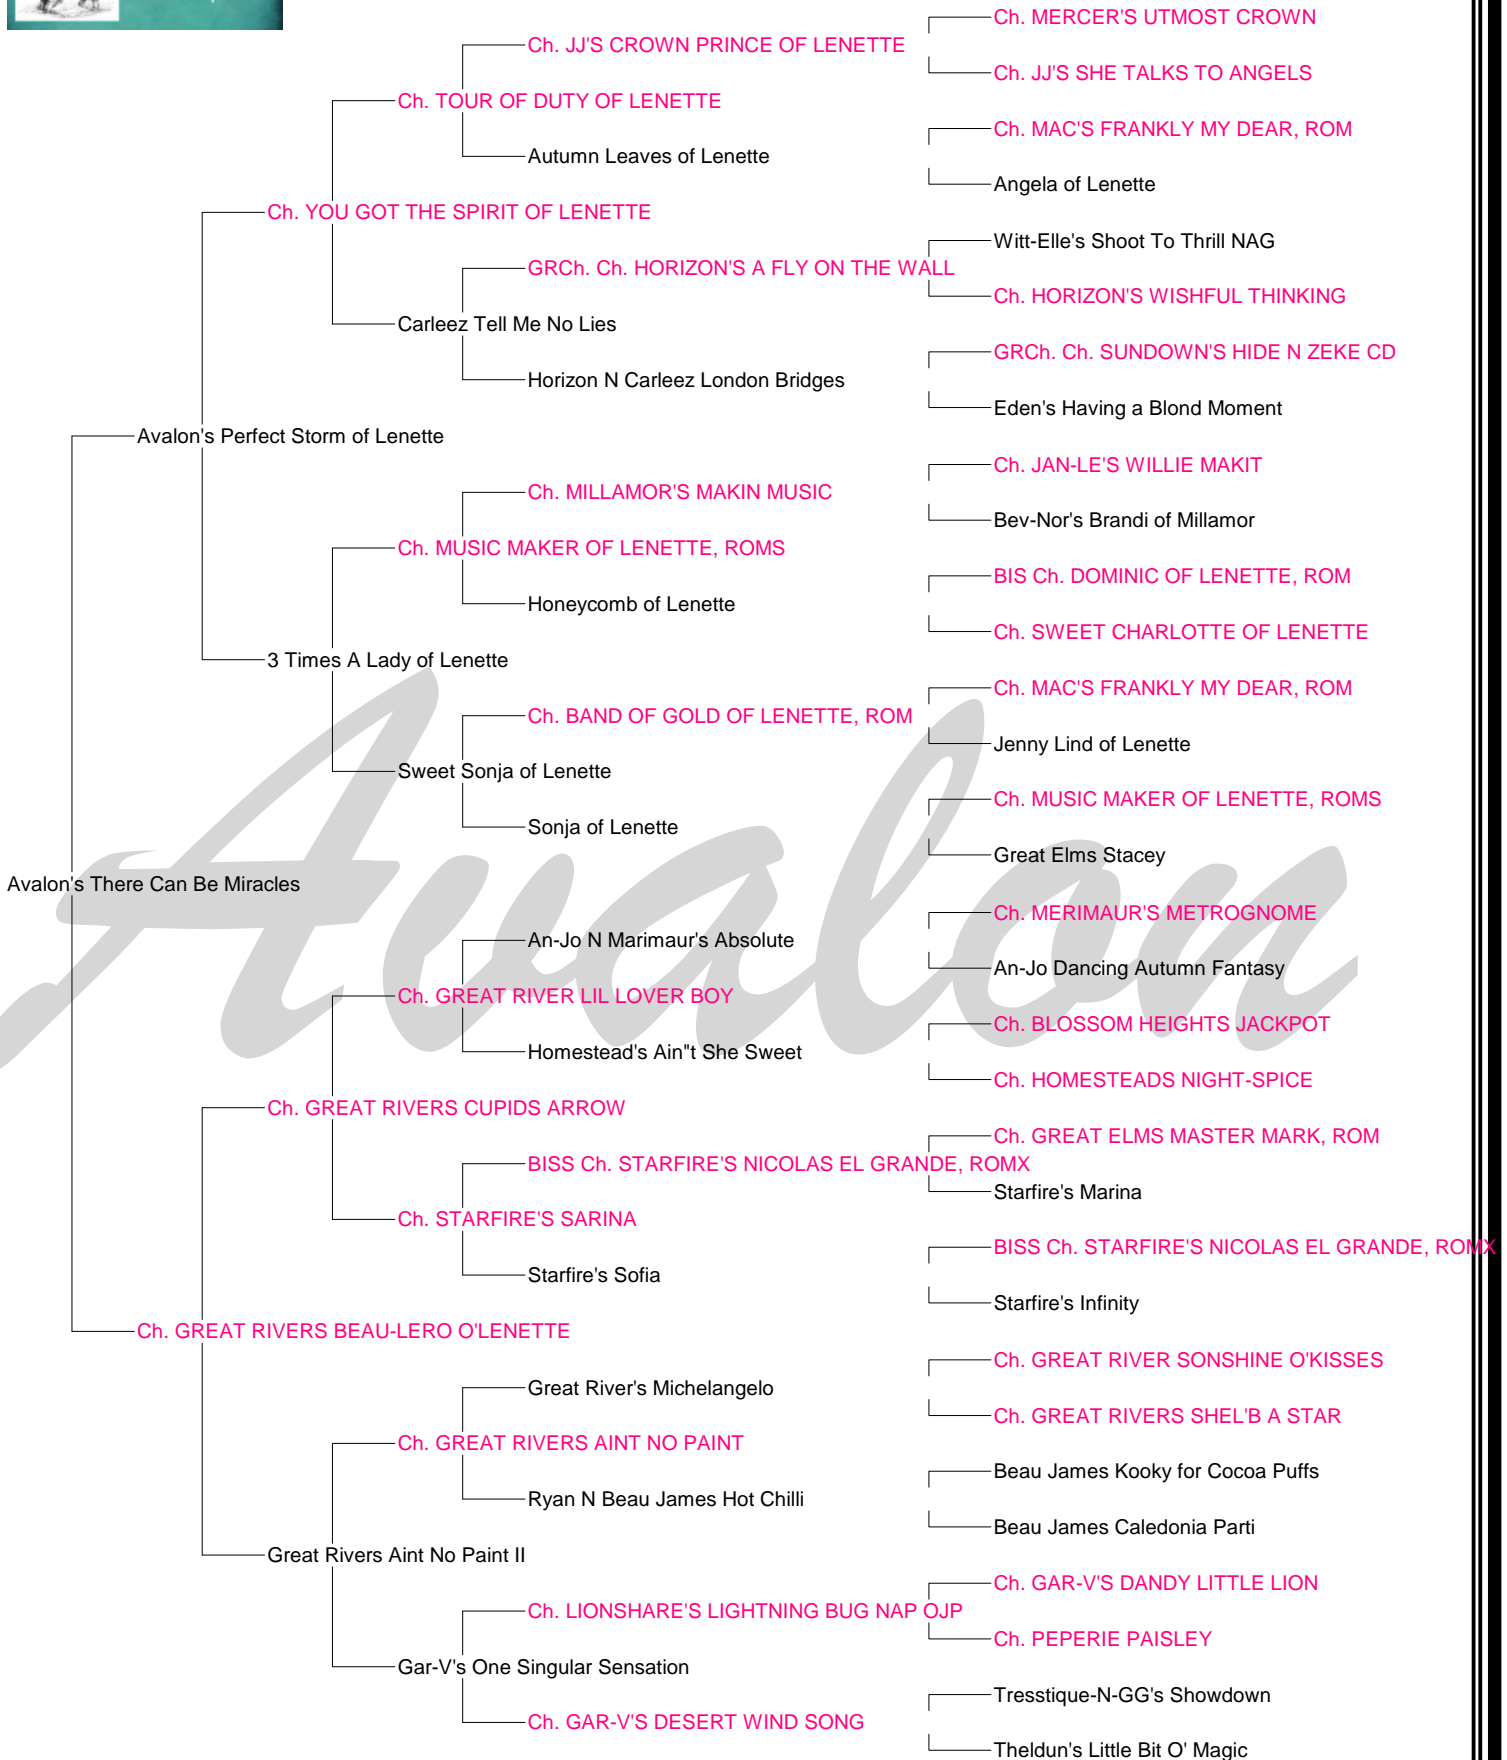 Ch. MERCER'S UTMOST CROWN
Ch. JJ'S CROWN PRINCE OF LENETTE
Ch. JJ'S SHE TALKS TO ANGELS
Ch. TOUR OF DUTY OF LENETTE
Ch. MAC'S FRANKLY MY DEAR, ROM
Autumn Leaves of Lenette
Angela of Lenette
Ch. YOU GOT THE SPIRIT OF LENETTE
Witt-Elle's Shoot To Thrill NAG
GRCh. Ch. HORIZON'S A FLY ON THE WALL
Ch. HORIZON'S WISHFUL THINKING
Carleez Tell Me No Lies
GRCh. Ch. SUNDOWN'S HIDE N ZEKE CD
Horizon N Carleez London Bridges
Eden's Having a Blond Moment
Avalon's Perfect Storm of Lenette
Ch. JAN-LE'S WILLIE MAKIT
Ch. MILLAMOR'S MAKIN MUSIC
Bev-Nor's Brandi of Millamor
Ch. MUSIC MAKER OF LENETTE, ROMS
BIS Ch. DOMINIC OF LENETTE, ROM
Honeycomb of Lenette
Ch. SWEET CHARLOTTE OF LENETTE
3 Times A Lady of Lenette
Ch. MAC'S FRANKLY MY DEAR, ROM
Ch. BAND OF GOLD OF LENETTE, ROM
Jenny Lind of Lenette
Sweet Sonja of Lenette
Ch. MUSIC MAKER OF LENETTE, ROMS
Sonja of Lenette
Great Elms Stacey
Avalon's There Can Be Miracles
Avalon
Ch. MERIMAUR'S METROGNOME
An-Jo N Marimaur's Absolute
An-Jo Dancing Autumn Fantasy
Ch. GREAT RIVER LIL LOVER BOY
Ch. BLOSSOM HEIGHTS JACKPOT
Homestead's Ain"t She Sweet
Ch. HOMESTEADS NIGHT-SPICE
Ch. GREAT RIVERS CUPIDS ARROW
Ch. GREAT ELMS MASTER MARK, ROM
BISS Ch. STARFIRE'S NICOLAS EL GRANDE, ROMX
Starfire's Marina
Ch. STARFIRE'S SARINA
BISS Ch. STARFIRE'S NICOLAS EL GRANDE, ROMX
Starfire's Sofia
Starfire's Infinity
Ch. GREAT RIVERS BEAU-LERO O'LENETTE
Ch. GREAT RIVER SONSHINE O'KISSES
Great River's Michelangelo
Ch. GREAT RIVERS SHEL'B A STAR
Ch. GREAT RIVERS AINT NO PAINT
Beau James Kooky for Cocoa Puffs
Ryan N Beau James Hot Chilli
Beau James Caledonia Parti
Great Rivers Aint No Paint II
Ch. GAR-V'S DANDY LITTLE LION
Ch. LIONSHARE'S LIGHTNING BUG NAP OJP
Ch. PEPERIE PAISLEY
Gar-V's One Singular Sensation
Tresstique-N-GG's Showdown
Ch. GAR-V'S DESERT WIND SONG
Theldun's Little Bit O' Magic